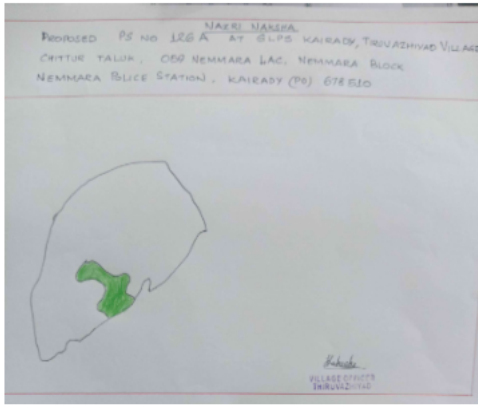 NAZRI NAKSHA
PROPOSED PS NO 126 A AT GLPS KAIRADY, TIRUVAZHIYAD VILLAGE
CHITTUR TALUK, 059 NEMMARA LAC, NEMMARA BLOCK
NEMMARA POLICE STATION, KAIRADY (PO) 678510
VILLAGE OFFICER
THIRUVAZHIYAD